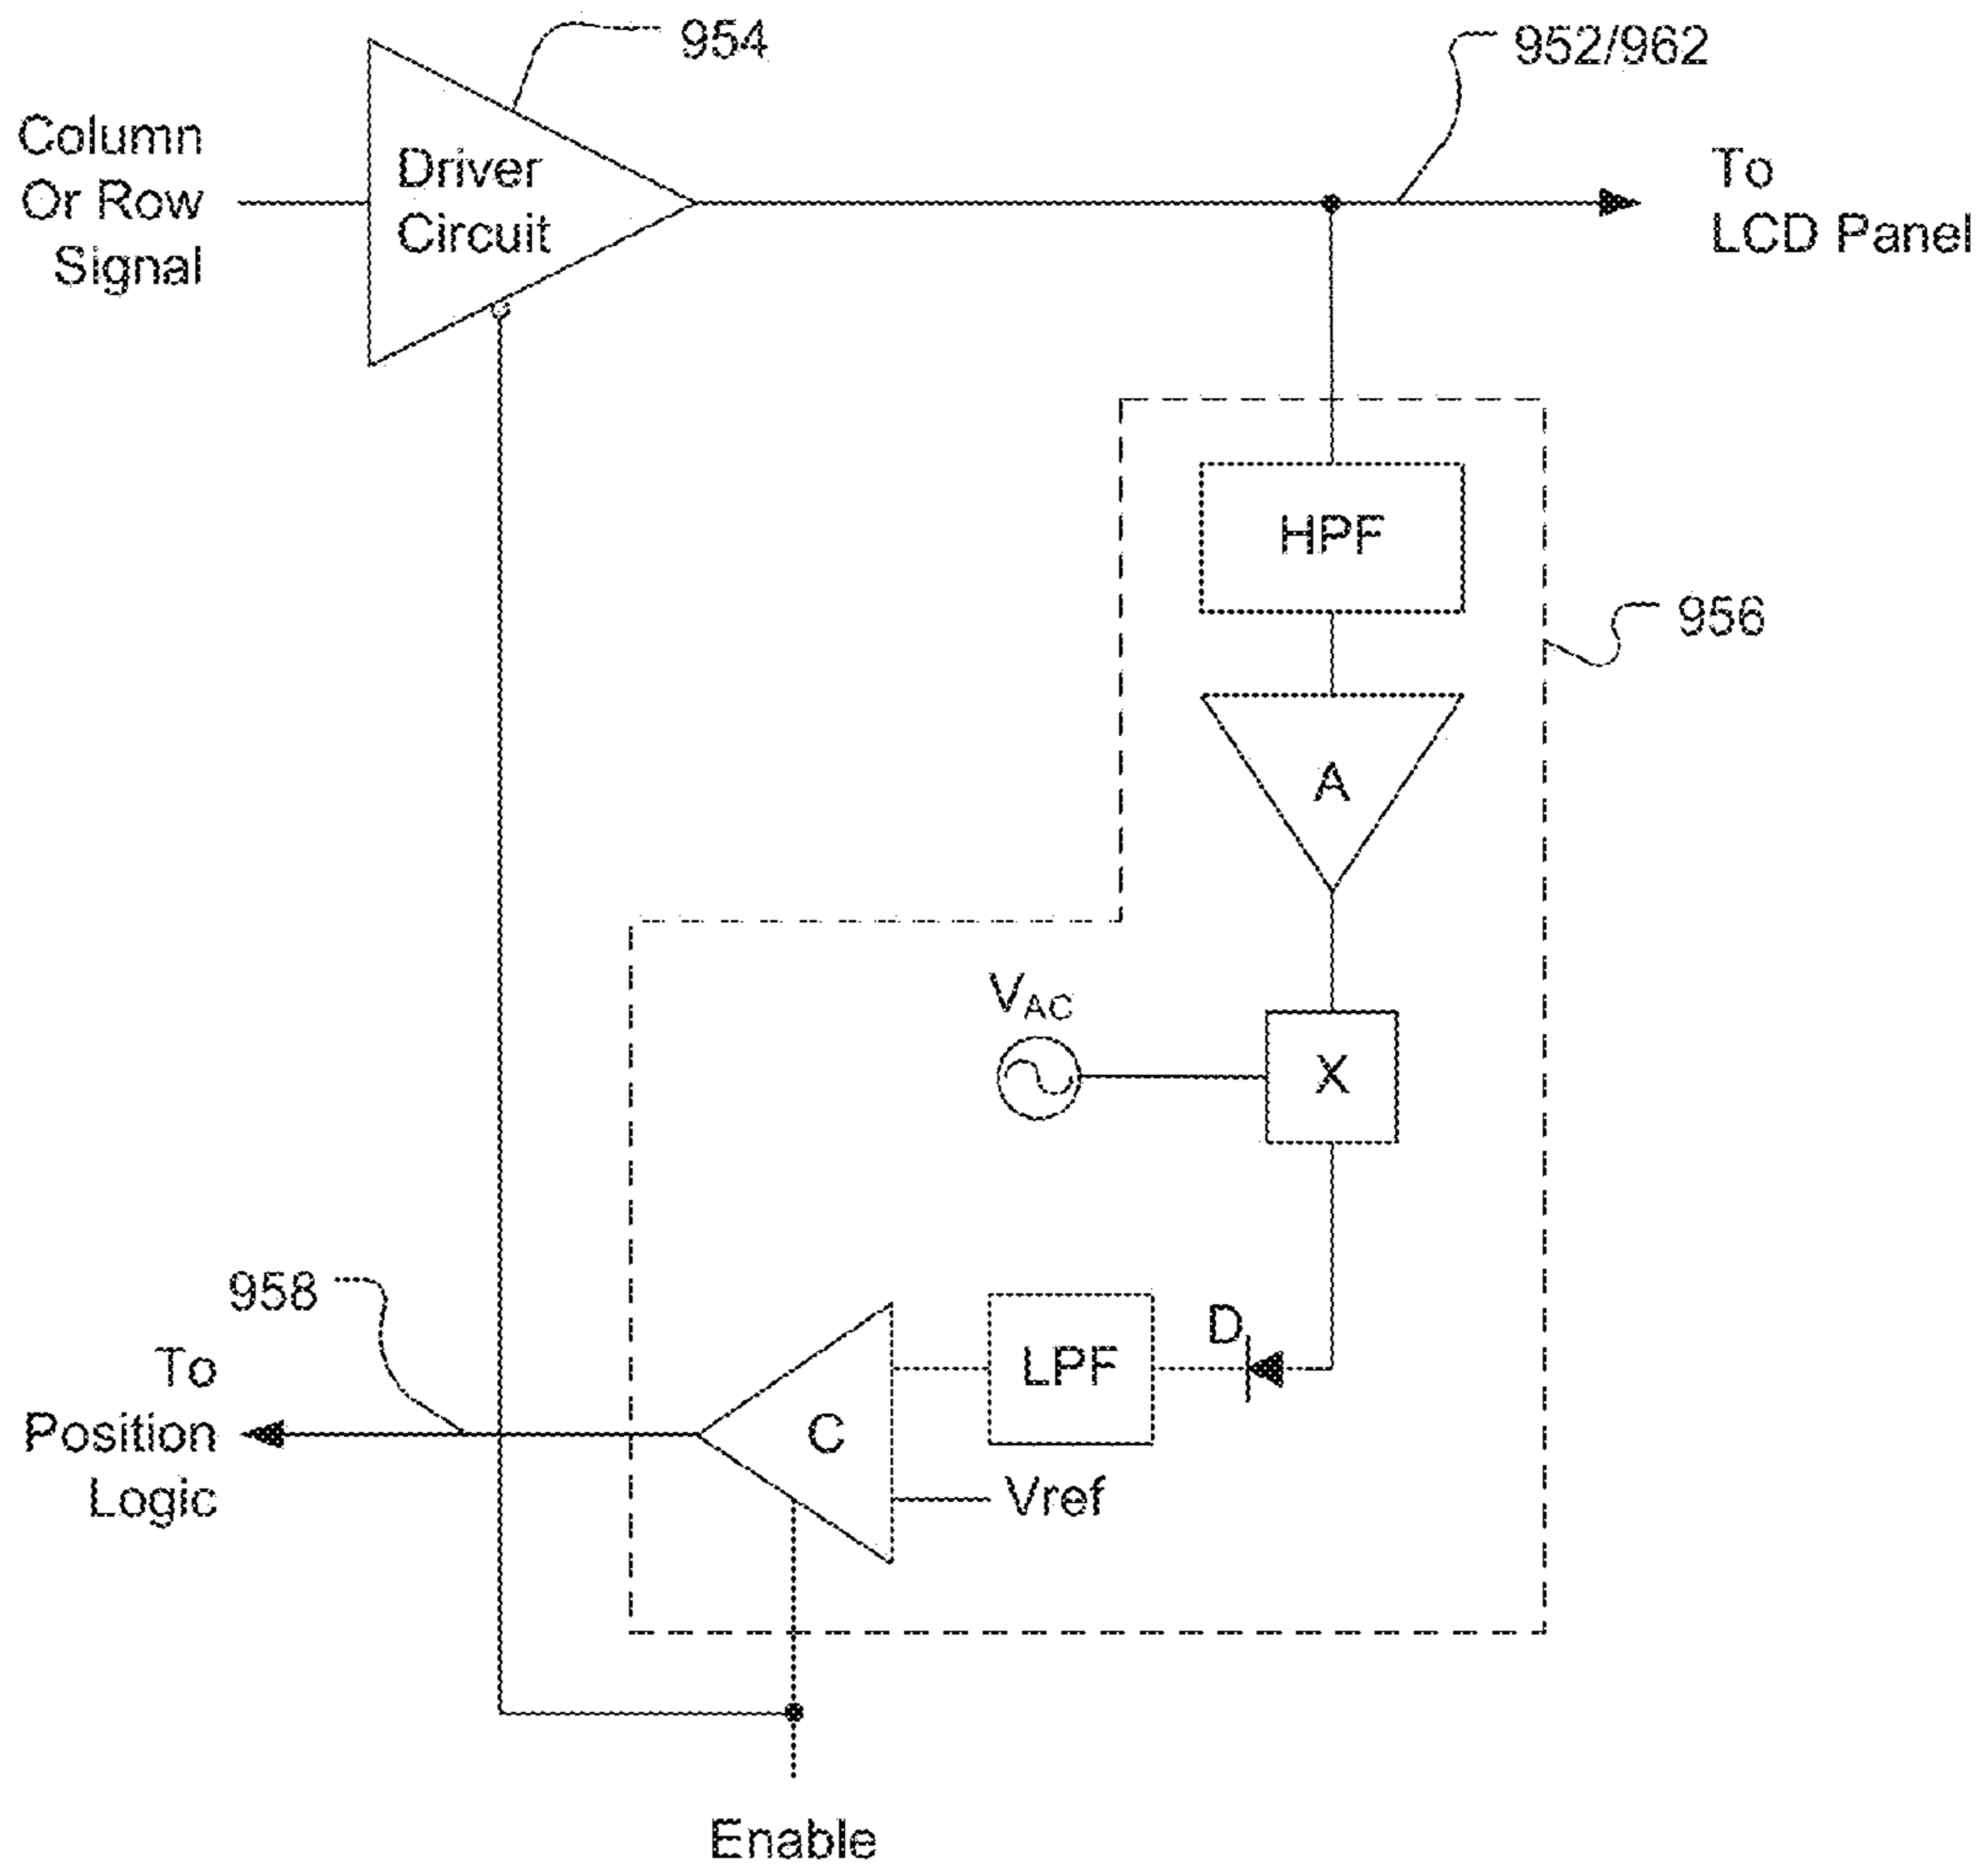 954
952/962
Column
Or Row
Signal
Driver
Circuit
To
LCD Panel
HPF
956
A
VAC
X
958
To
Position
Logic
C
LPF
D
Vref
Enable